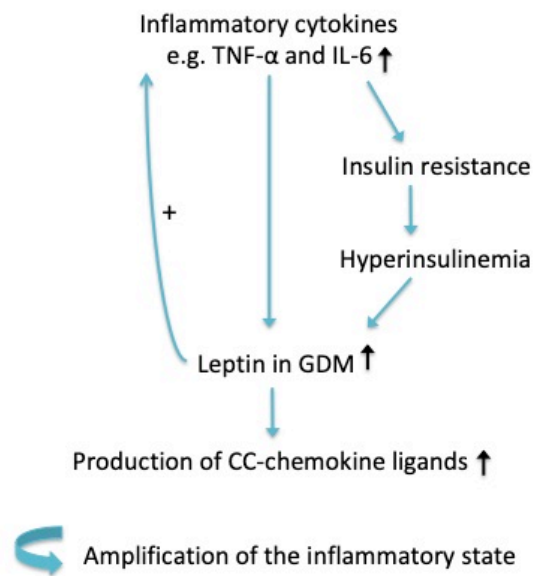 Inflammatory cytokines
e.g. TNF-α and IL-6
Insulin resistance
+
Hyperinsulinemia
Leptin in GDM
Production of CC-chemokine ligands
Amplification of the inflammatory state